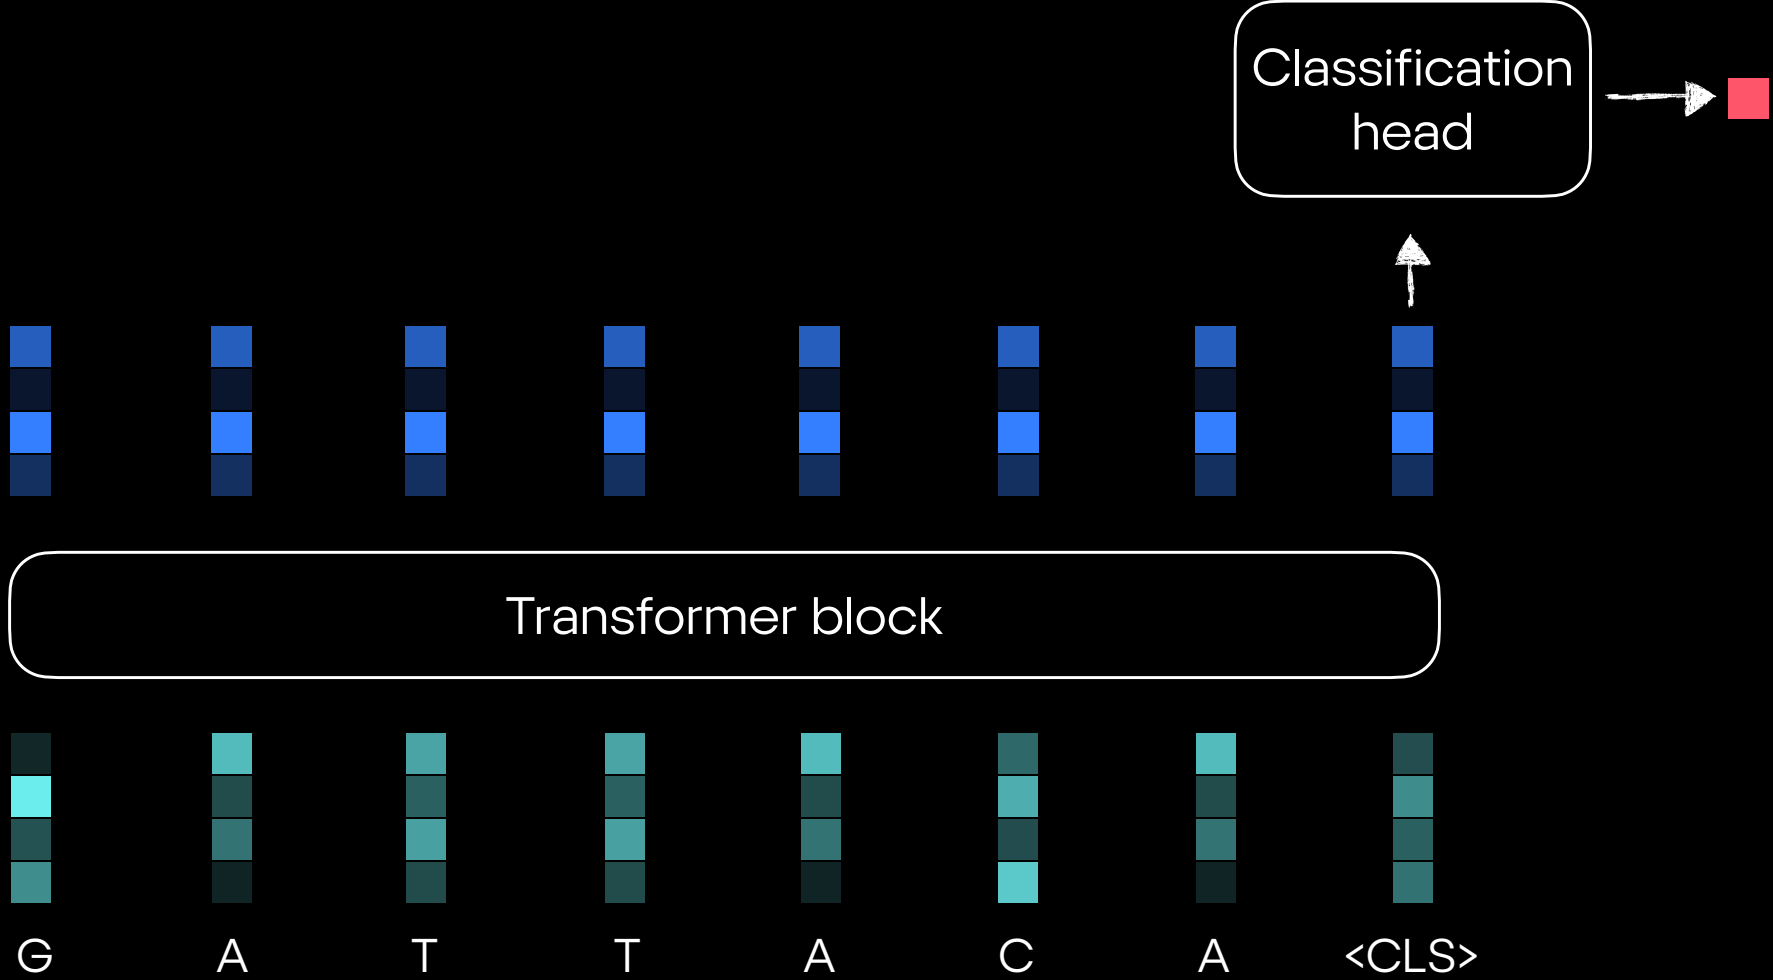 Classification
head
Transformer block
G A T T A C A <CLS>